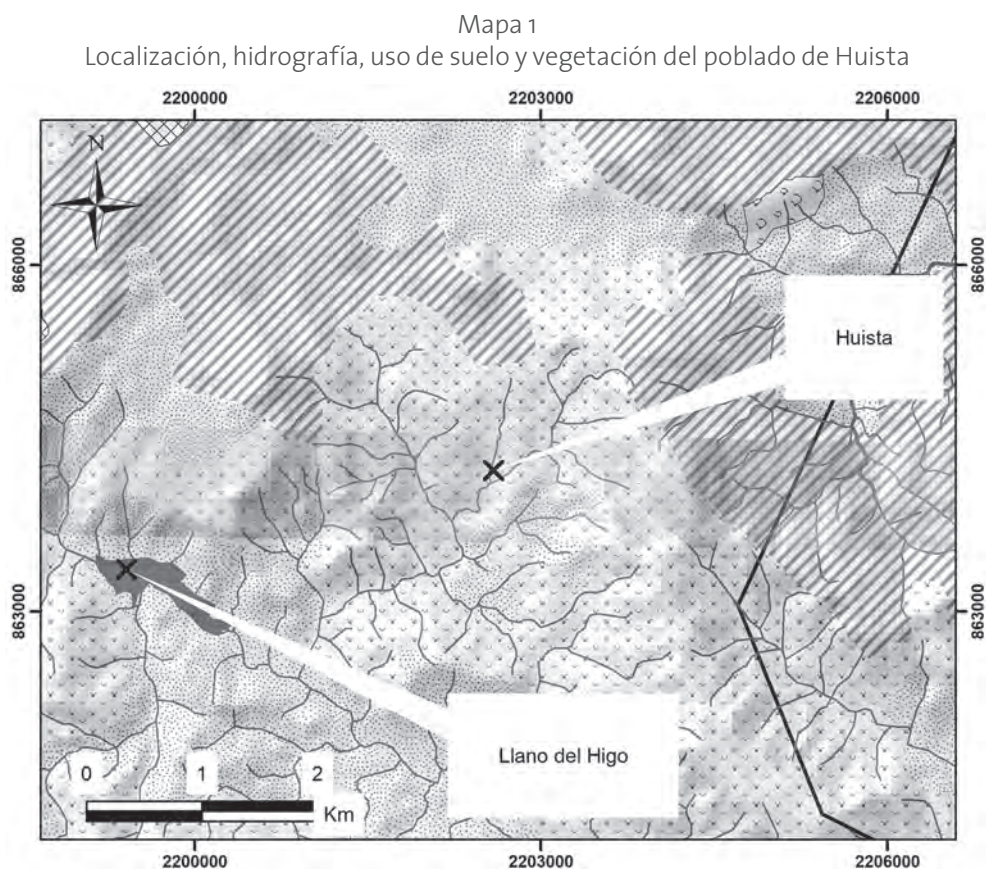 Mapa 1
Localización, hidrografía, uso de suelo y vegetación del poblado de Huista
2200000 2203000 2206000
N
866000 866000
Huista
863000 863000
Llano del Higo
0 1 2
Km
2200000 2203000 2206000